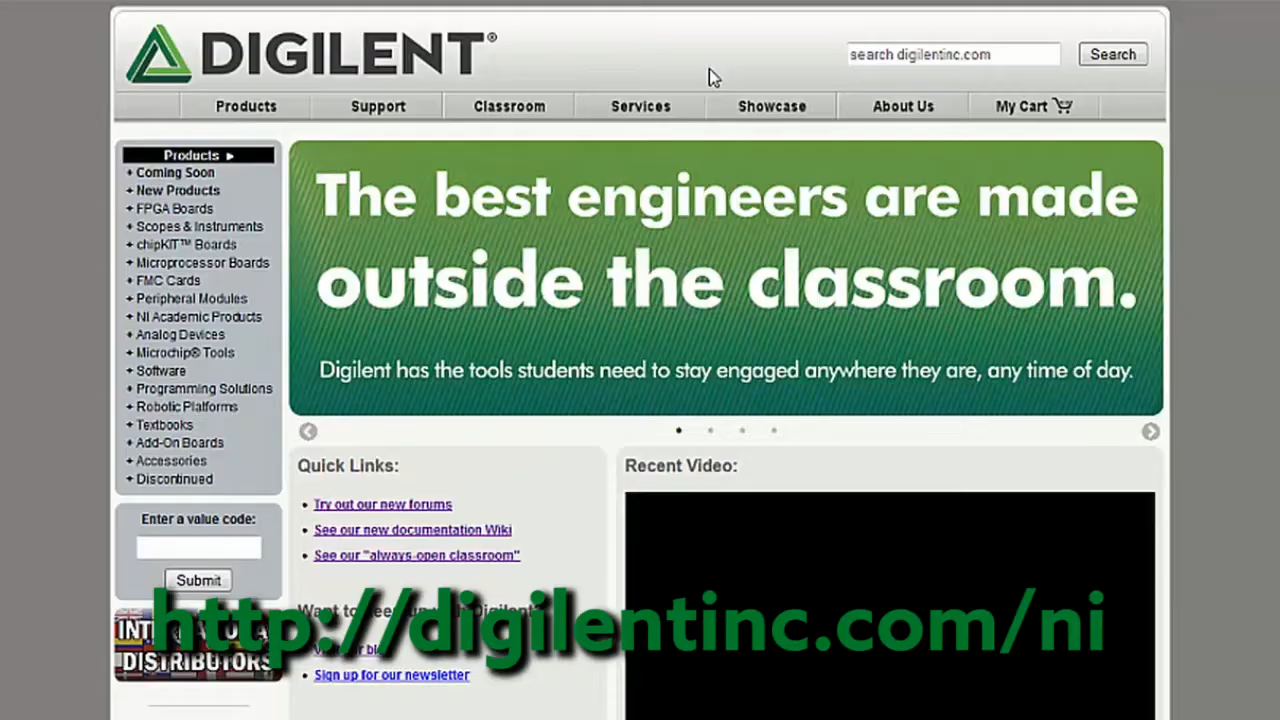 DIGILENT®
search digilentinc.com
Search
Products
Support
Classroom
Services
Showcase
About Us
My Cart
Products
+ Coming Soon
+ New Products
+ FPGA Boards
+ Scopes & Instruments
+ chipKIT™ Boards
+ Microprocessor Boards
+ FMC Cards
+ Peripheral Modules
+ NI Academic Products
+ Analog Devices
+ Microchip® Tools
+ Software
+ Programming Solutions
+ Robotic Platforms
+ Textbooks
+ Add-On Boards
+ Accessories
+ Discontinued
Enter a value code:
Submit
DISTRIBUTORS
The best engineers are made
outside the classroom.
Digilent has the tools students need to stay engaged anywhere they are, any time of day.
Quick Links:
• Try out our new forums
• See our new documentation Wiki
• See our "always-open classroom"
Want to
• Sign up for our newsletter
Recent Video:
http://digilentinc.com/ni